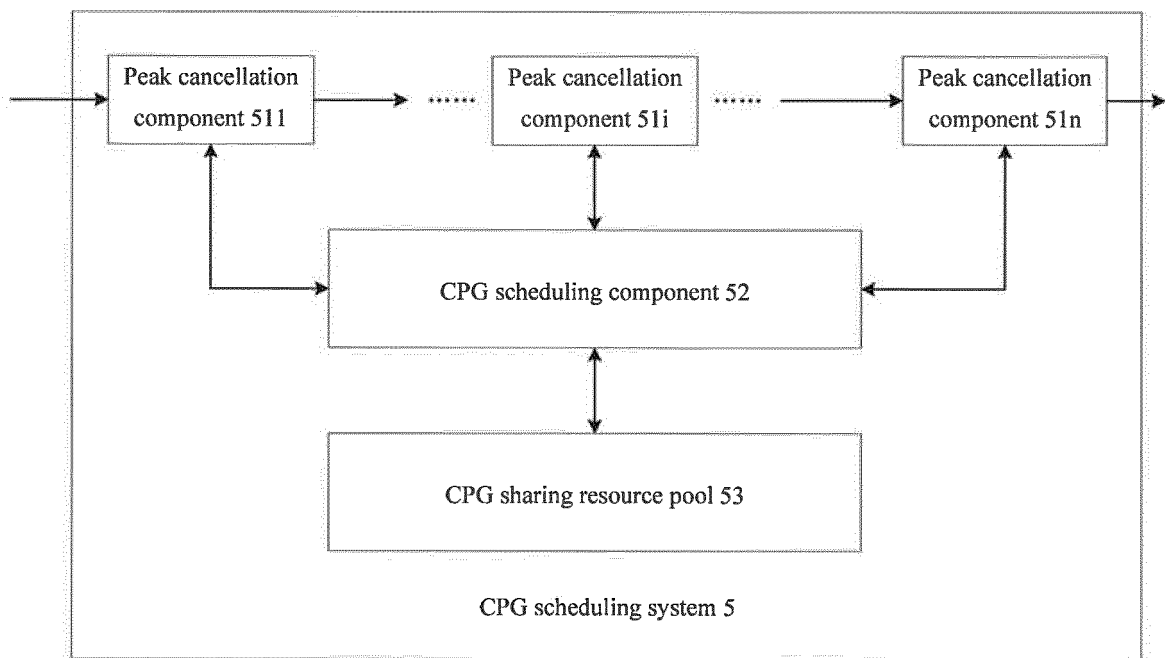 Peak cancellation
component 511
......
Peak cancellation
component 51i
......
Peak cancellation
component 51n
CPG scheduling component 52
CPG sharing resource pool 53
CPG scheduling system 5